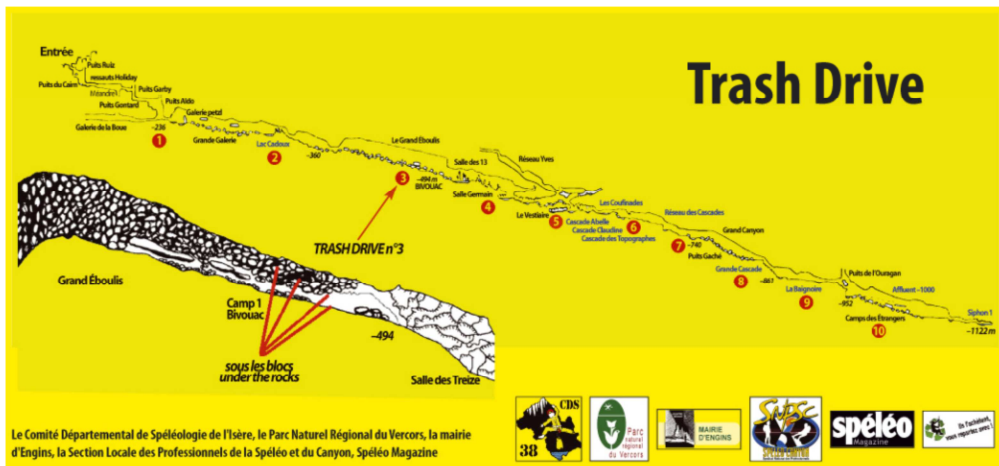 Trash Drive
Entrée
Puits Ruiz
ressauts Holiday
Puits du Cairn
Méandre
Puits Garby
Puits Gontard
Puits Aldo
Galerie petal
Galerie de la Boue
-236
1
Grande Galerie
Lac Cadoux
2
-360
Le Grand Éboulis
3
-494 m
BIVOUAC
Salle des 13
Réseau Yves
Salle Germain
4
Le Vestiaire
5
Les Coufinades
Cascade Abelle
Cascade Claudine
Cascade des Topographes
6
Réseau des Cascades
7
-740
Grand Canyon
Puits Gaché
Grande Cascade
8
-861
La Baignoire
9
Puits de l'Ouragan
-952
Affluent -1000
Camps des Étrangers
10
Siphon 1
-1122 m
TRASH DRIVE n°3
Grand Éboulis
Camp 1
Bivouac
-494
sous les blocs
under the rocks
Salle des Treize
Le Comité Départemental de Spéléologie de l'Isère, le Parc Naturel Régional du Vercors, la mairie
d'Engins, la Section Locale des Professionnels de la Spéléo et du Canyon, Spéléo Magazine
CDS
38
Parc
naturel
régional
du Vercors
MAIRIE
D'ENGINS
SNPSC
spéléo
Magazine